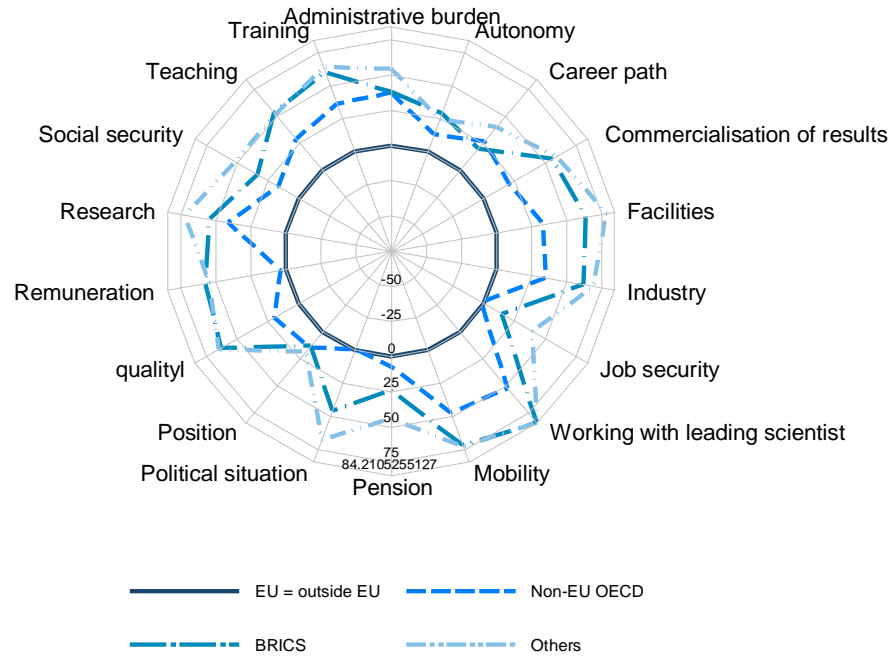 Administrative burden
Training
Autonomy
Teaching
Career path
Social security
Commercialisation of results
Research
Facilities
-50
Remuneration
Industry
-25
0
qualityl
Job security
25
50
Position
Working with leading scientist
75
84.2105255127
Political situation
Mobility
Pension
EU = outside EU
Non-EU OECD
BRICS
Others